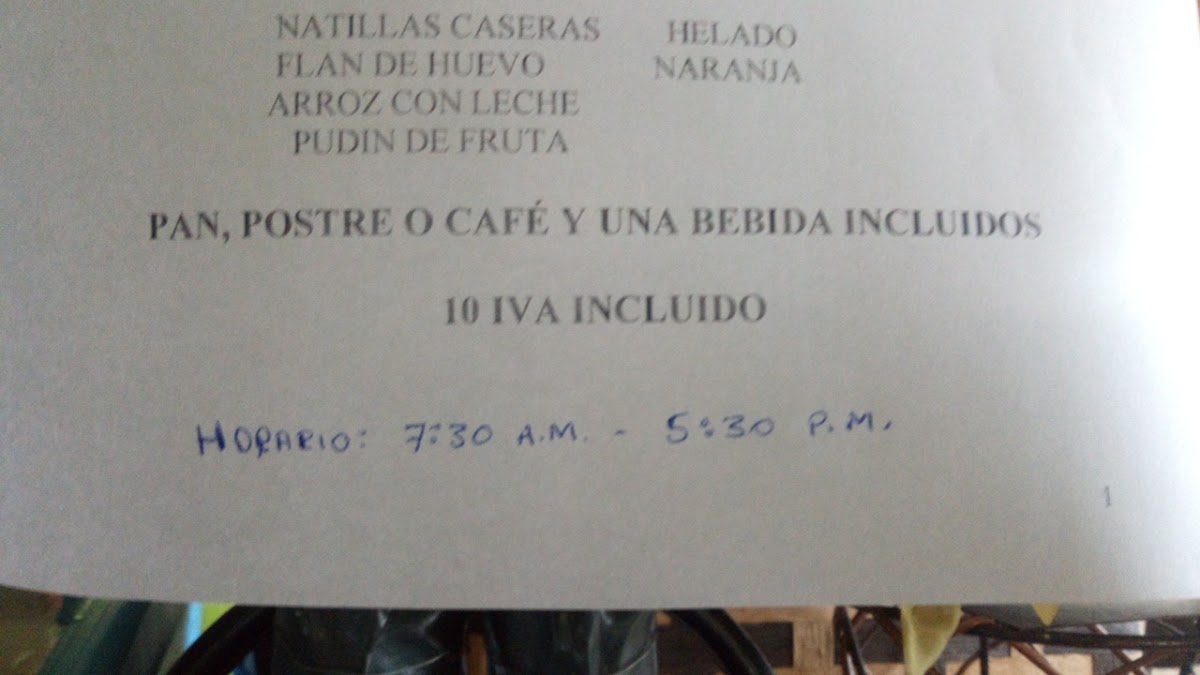 NATILLAS CASERAS HELADO
FLAN DE HUEVO NARANJA
ARROZ CON LECHE
PUDIN DE FRUTA
PAN, POSTRE O CAFÉ Y UNA BEBIDA INCLUIDOS
10 IVA INCLUIDO
HORARIO: 7:30 A.M. - 5:30 P.M.
1